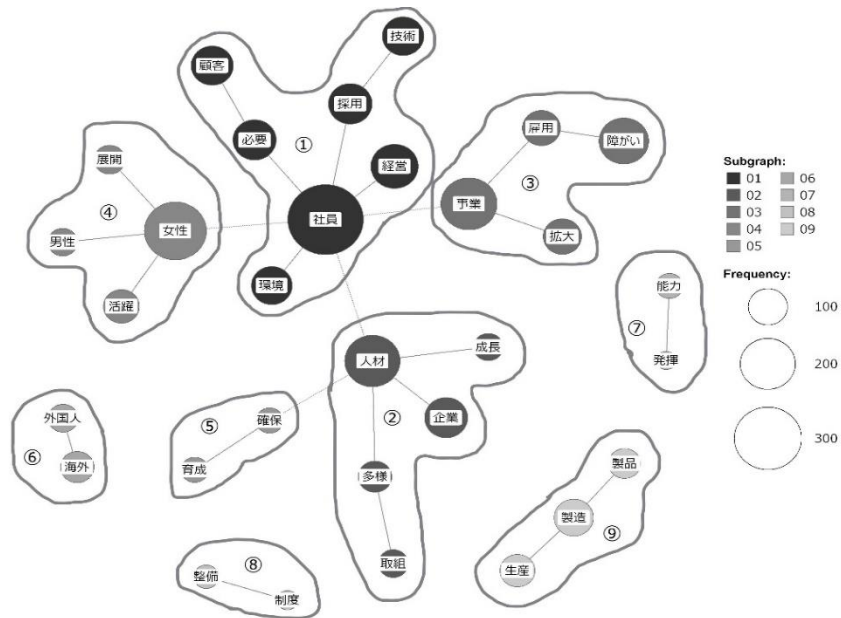 技術
顧客
採用
必要
①
経営
社員
環境
展開
④
女性
男性
活躍
雇用
障がい
③
事業
拡大
能力
⑦
発揮
人材
成長
②
企業
多様
取組
⑤
確保
育成
外国人
⑥
海外
⑧
整備
制度
製品
製造
⑨
生産
Subgraph:
01 06
02 07
03 08
04 09
05
Frequency:
100
200
300